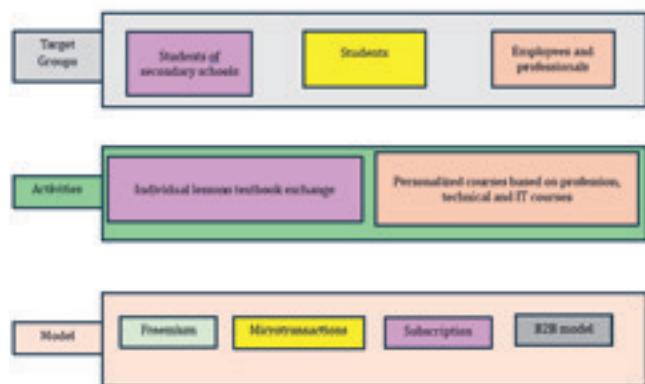 Target
Groups
Students of
secondary schools
Students
Employees and
professionals
Activities
Individual lessons textbook exchange
Personalized courses based on profession,
technical and IT courses
Model
Freemium
Microtransactions
Subscription
B2B model